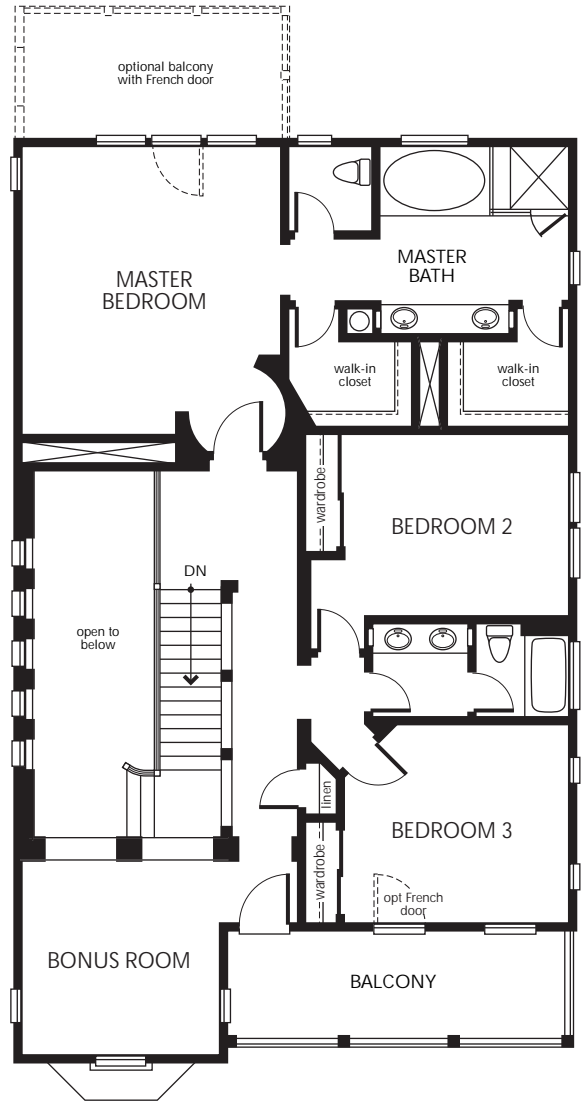 optional balcony
with French door
MASTER
BATH
MASTER
BEDROOM
walk-in
closet
walk-in
closet
wardrobe
BEDROOM 2
DN
open to
below
linen
BEDROOM 3
wardrobe
opt French
door
BONUS ROOM
BALCONY